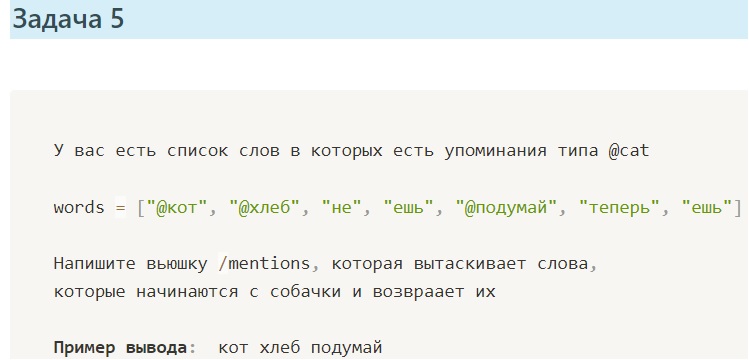 Задача 5
У вас есть список слов в которых есть упоминания типа @cat
words = ["@кот", "@хлеб", "не", "ешь", "@подумай", "теперь", "ешь"]
Напишите вьюшку /mentions, которая вытаскивает слова,
которые начинаются с собачки и возвраает их
Пример вывода:  кот хлеб подумай